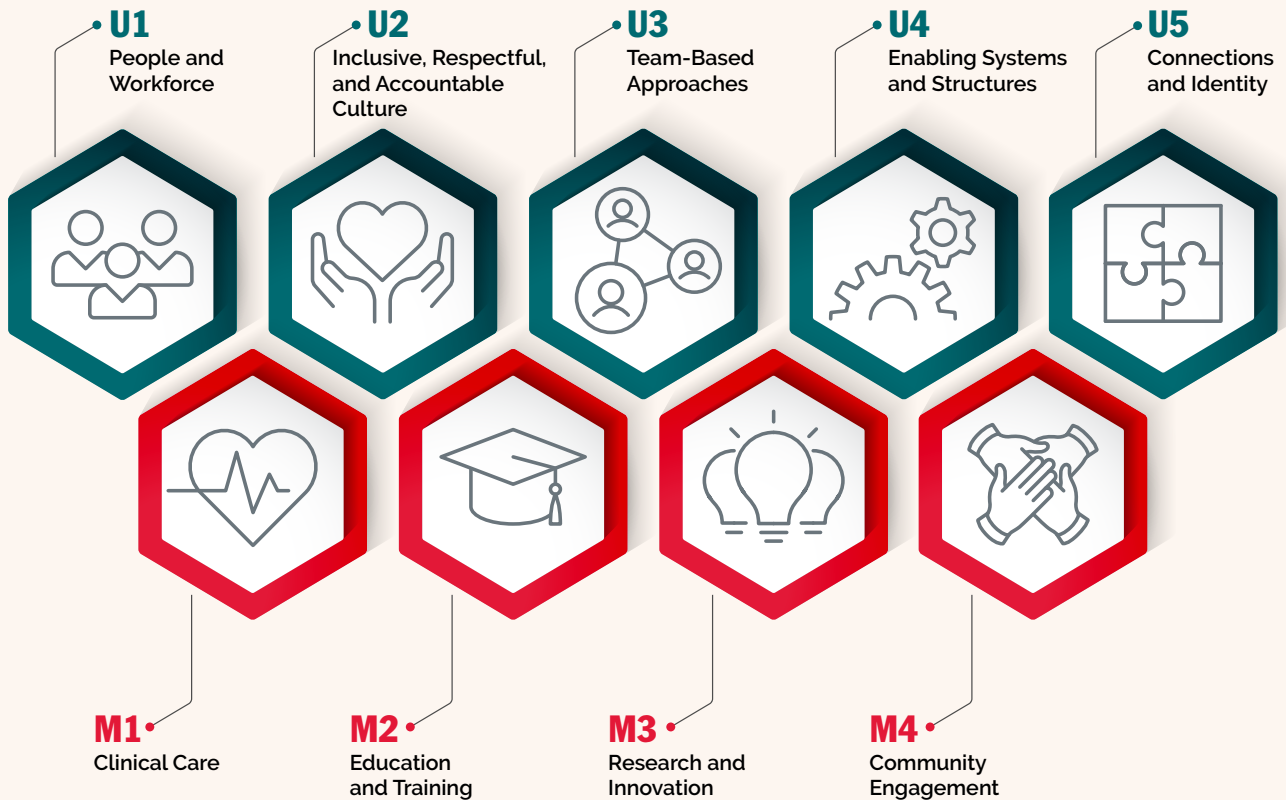 U1
People and
Workforce
U2
Inclusive, Respectful,
and Accountable
Culture
U3
Team-Based
Approaches
U4
Enabling Systems
and Structures
U5
Connections
and Identity
M1
Clinical Care
M2
Education
and Training
M3
Research and
Innovation
M4
Community
Engagement